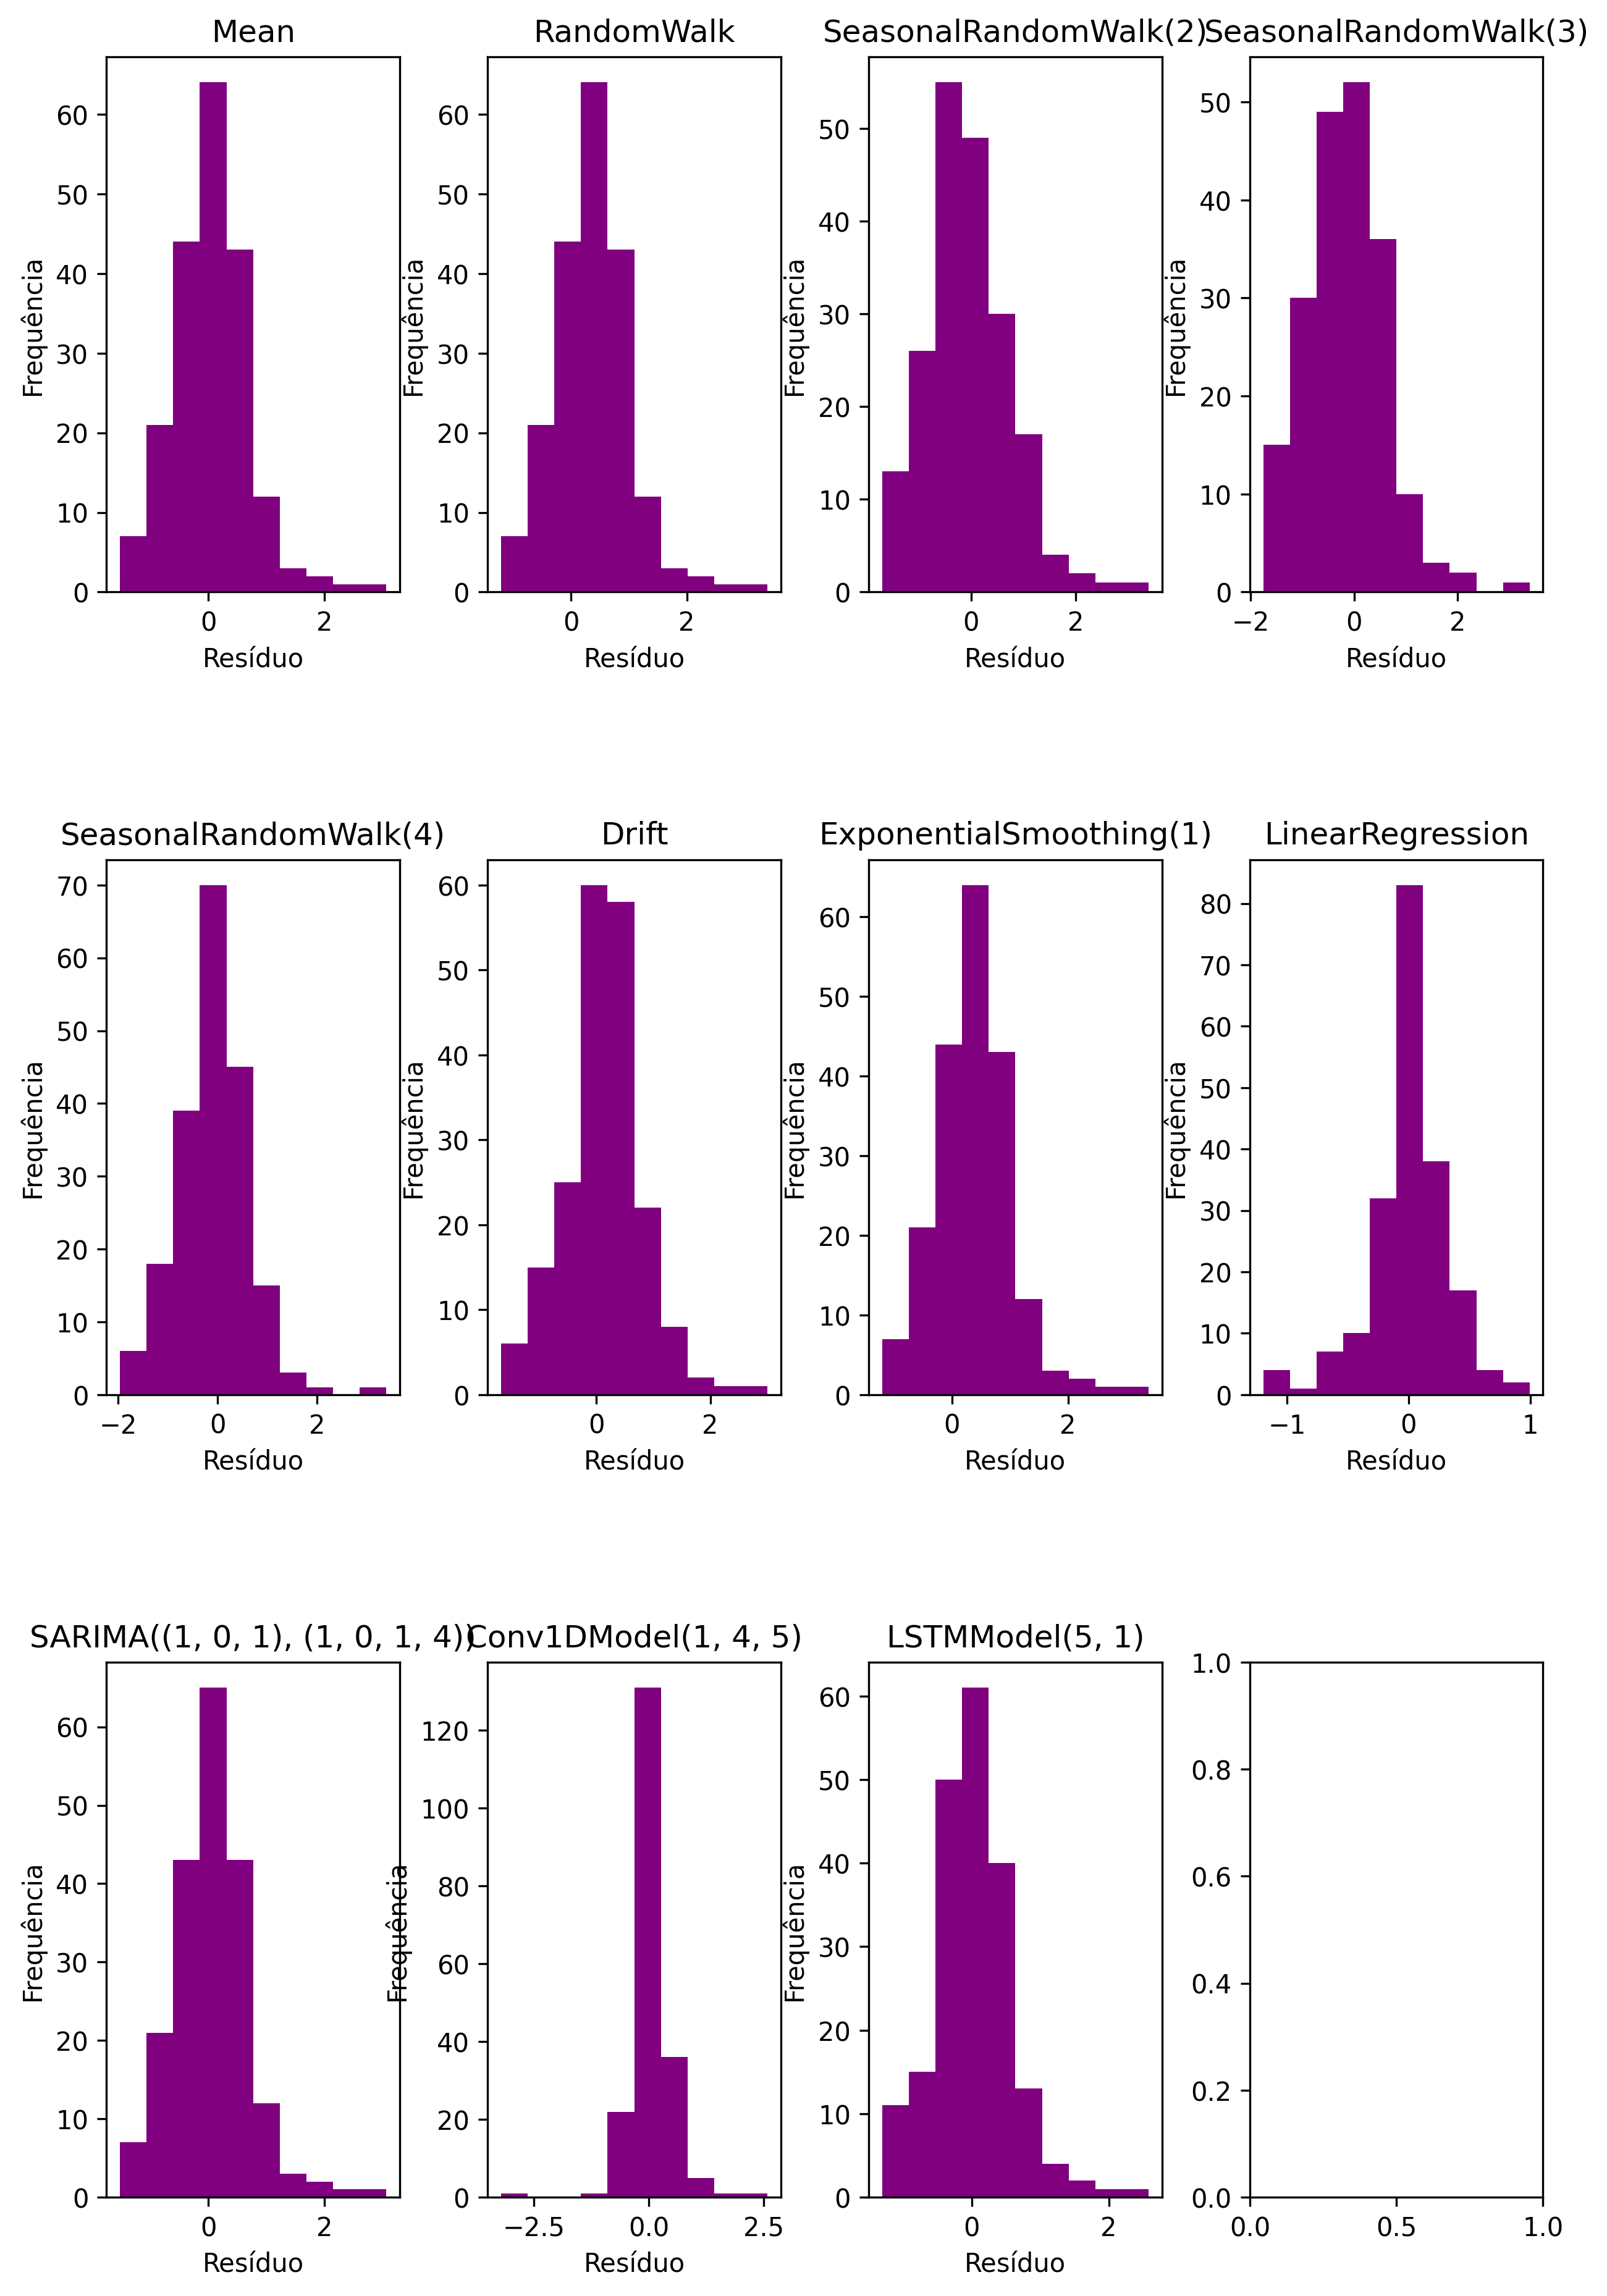 Mean
60
50
40
30
20
10
0
Frequência
0 2
Resíduo
RandomWalk
60
50
40
30
20
10
0
Frequência
0 2
Resíduo
SeasonalRandomWalk(2)
50
40
30
20
10
0
Frequência
0 2
Resíduo
SeasonalRandomWalk(3)
50
40
30
20
10
0
Frequência
−2 0 2
Resíduo
SeasonalRandomWalk(4)
70
60
50
40
30
20
10
0
Frequência
−2 0 2
Resíduo
Drift
60
50
40
30
20
10
0
Frequência
0 2
Resíduo
ExponentialSmoothing(1)
60
50
40
30
20
10
0
Frequência
0 2
Resíduo
LinearRegression
80
70
60
50
40
30
20
10
0
Frequência
−1 0 1
Resíduo
SARIMA((1, 0, 1), (1, 0, 1, 4))
60
50
40
30
20
10
0
Frequência
0 2
Resíduo
Conv1DModel(1, 4, 5)
120
100
80
60
40
20
0
Frequência
−2.5 0.0 2.5
Resíduo
LSTMModel(5, 1)
60
50
40
30
20
10
0
Frequência
0 2
Resíduo
1.0
0.8
0.6
0.4
0.2
0.0
0.0 0.5 1.0